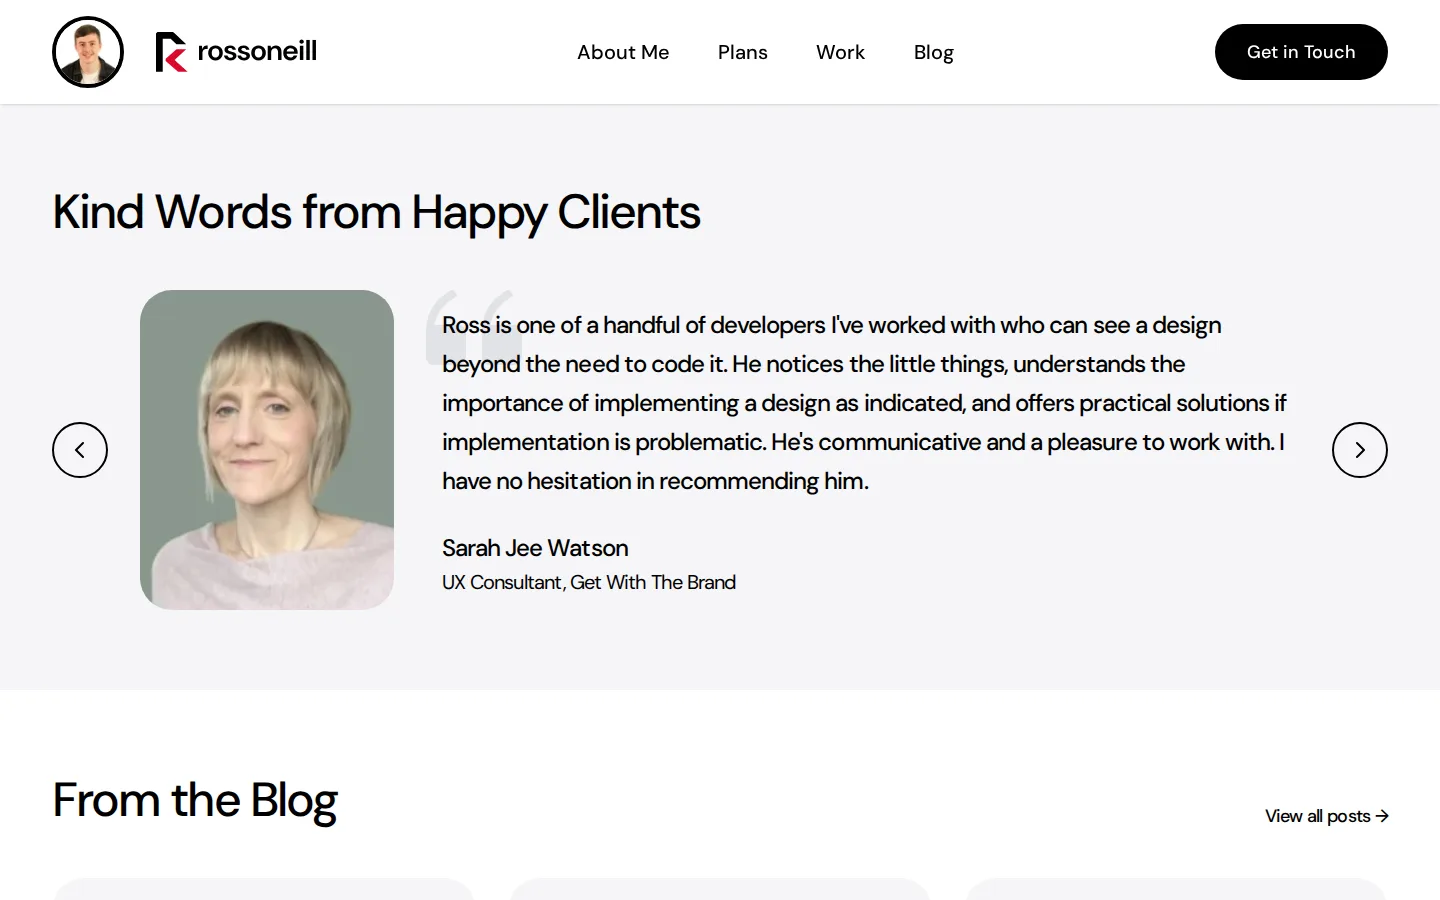 rossoneill
About Me
Plans
Work
Blog
Get in Touch
Kind Words from Happy Clients
Ross is one of a handful of developers I've worked with who can see a design
beyond the need to code it. He notices the little things, understands the
importance of implementing a design as indicated, and offers practical solutions if
implementation is problematic. He's communicative and a pleasure to work with. I
have no hesitation in recommending him.
Sarah Jee Watson
UX Consultant, Get With The Brand
From the Blog
View all posts →